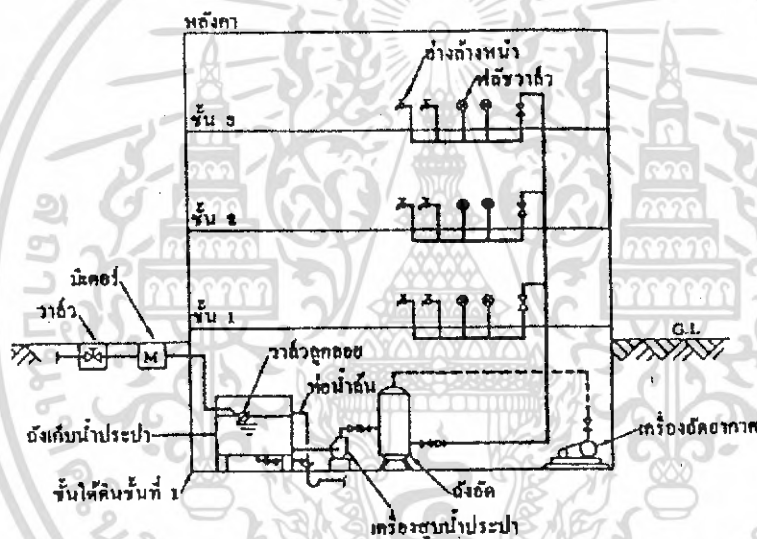 หลังคา
อ่างล้างหน้า
ฟลัชวาล์ว
ชั้น 3
ชั้น 2
ชั้น 1
มิเตอร์
วาล์ว
M
G.L
วาล์วลูกลอย
ท่อน้ำล้น
ถังเก็บน้ำประปา
เครื่องอัดอากาศ
ชั้นใต้ดินชั้นที่ 1
ถังอัด
เครื่องสูบน้ำประปา